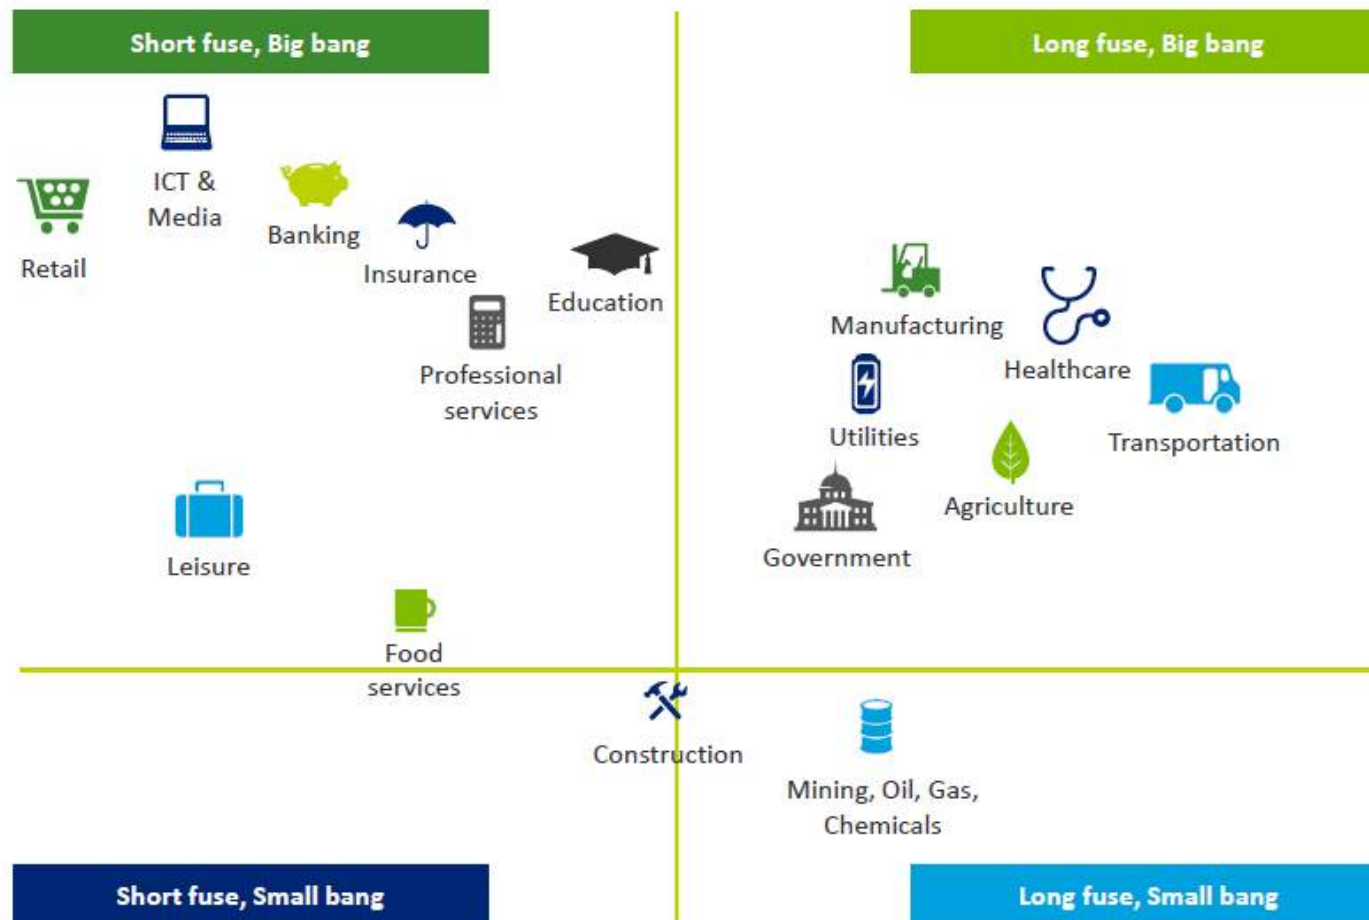 Short fuse, Big bang
Long fuse, Big bang
ICT &
Media
Banking
Retail
Insurance
Education
Professional
services
Manufacturing
Healthcare
Utilities
Transportation
Agriculture
Government
Leisure
Food
services
Construction
Mining, Oil, Gas,
Chemicals
Short fuse, Small bang
Long fuse, Small bang